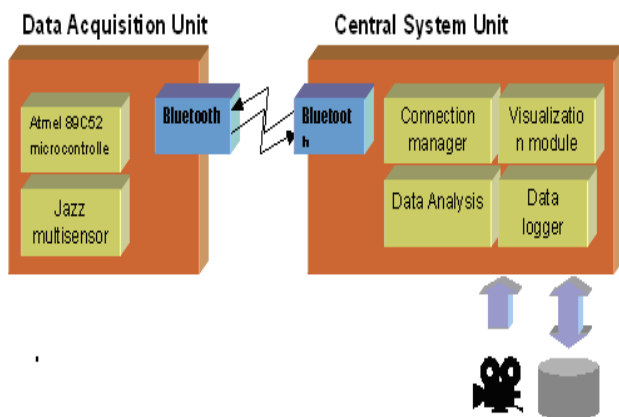 Data Acquisition Unit
Central System Unit
Atmel 89C52
microcontrolle
Jazz
multisensor
Bluetooth
Bluetoot
h
Connection
manager
Visualizatio
n module
Data Analysis
Data
logger